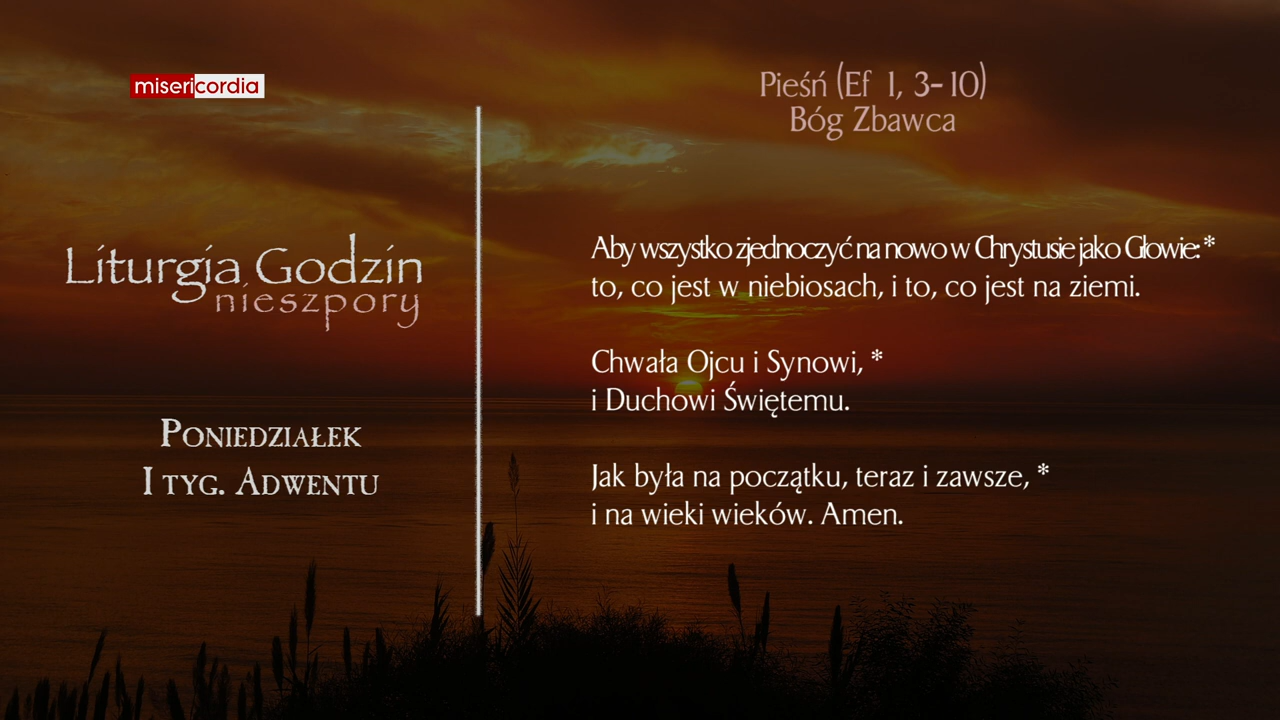 misericordia
Liturgia Godzin
nieszpory
Poniedziałek
I tyg. Adwentu
Pieśń (Ef 1, 3-10)
Bóg Zbawca
Aby wszystko zjednoczyć na nowo w Chrystusie jako Głowie: *
to, co jest w niebiosach, i to, co jest na ziemi.
Chwała Ojcu i Synowi, *
i Duchowi Świętemu.
Jak była na początku, teraz i zawsze, *
i na wieki wieków. Amen.